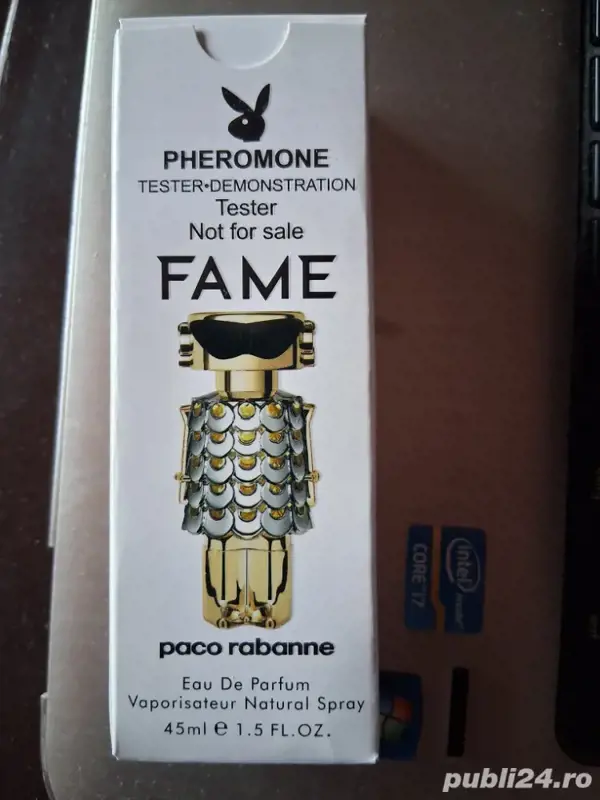 PHEROMONE
TESTER•DEMONSTRATION
Tester
Not for sale
FAME
paco rabanne
Eau De Parfum
Vaporisateur Natural Spray
45ml e 1.5 FL.OZ.
intel
CORE i7
publi24.ro